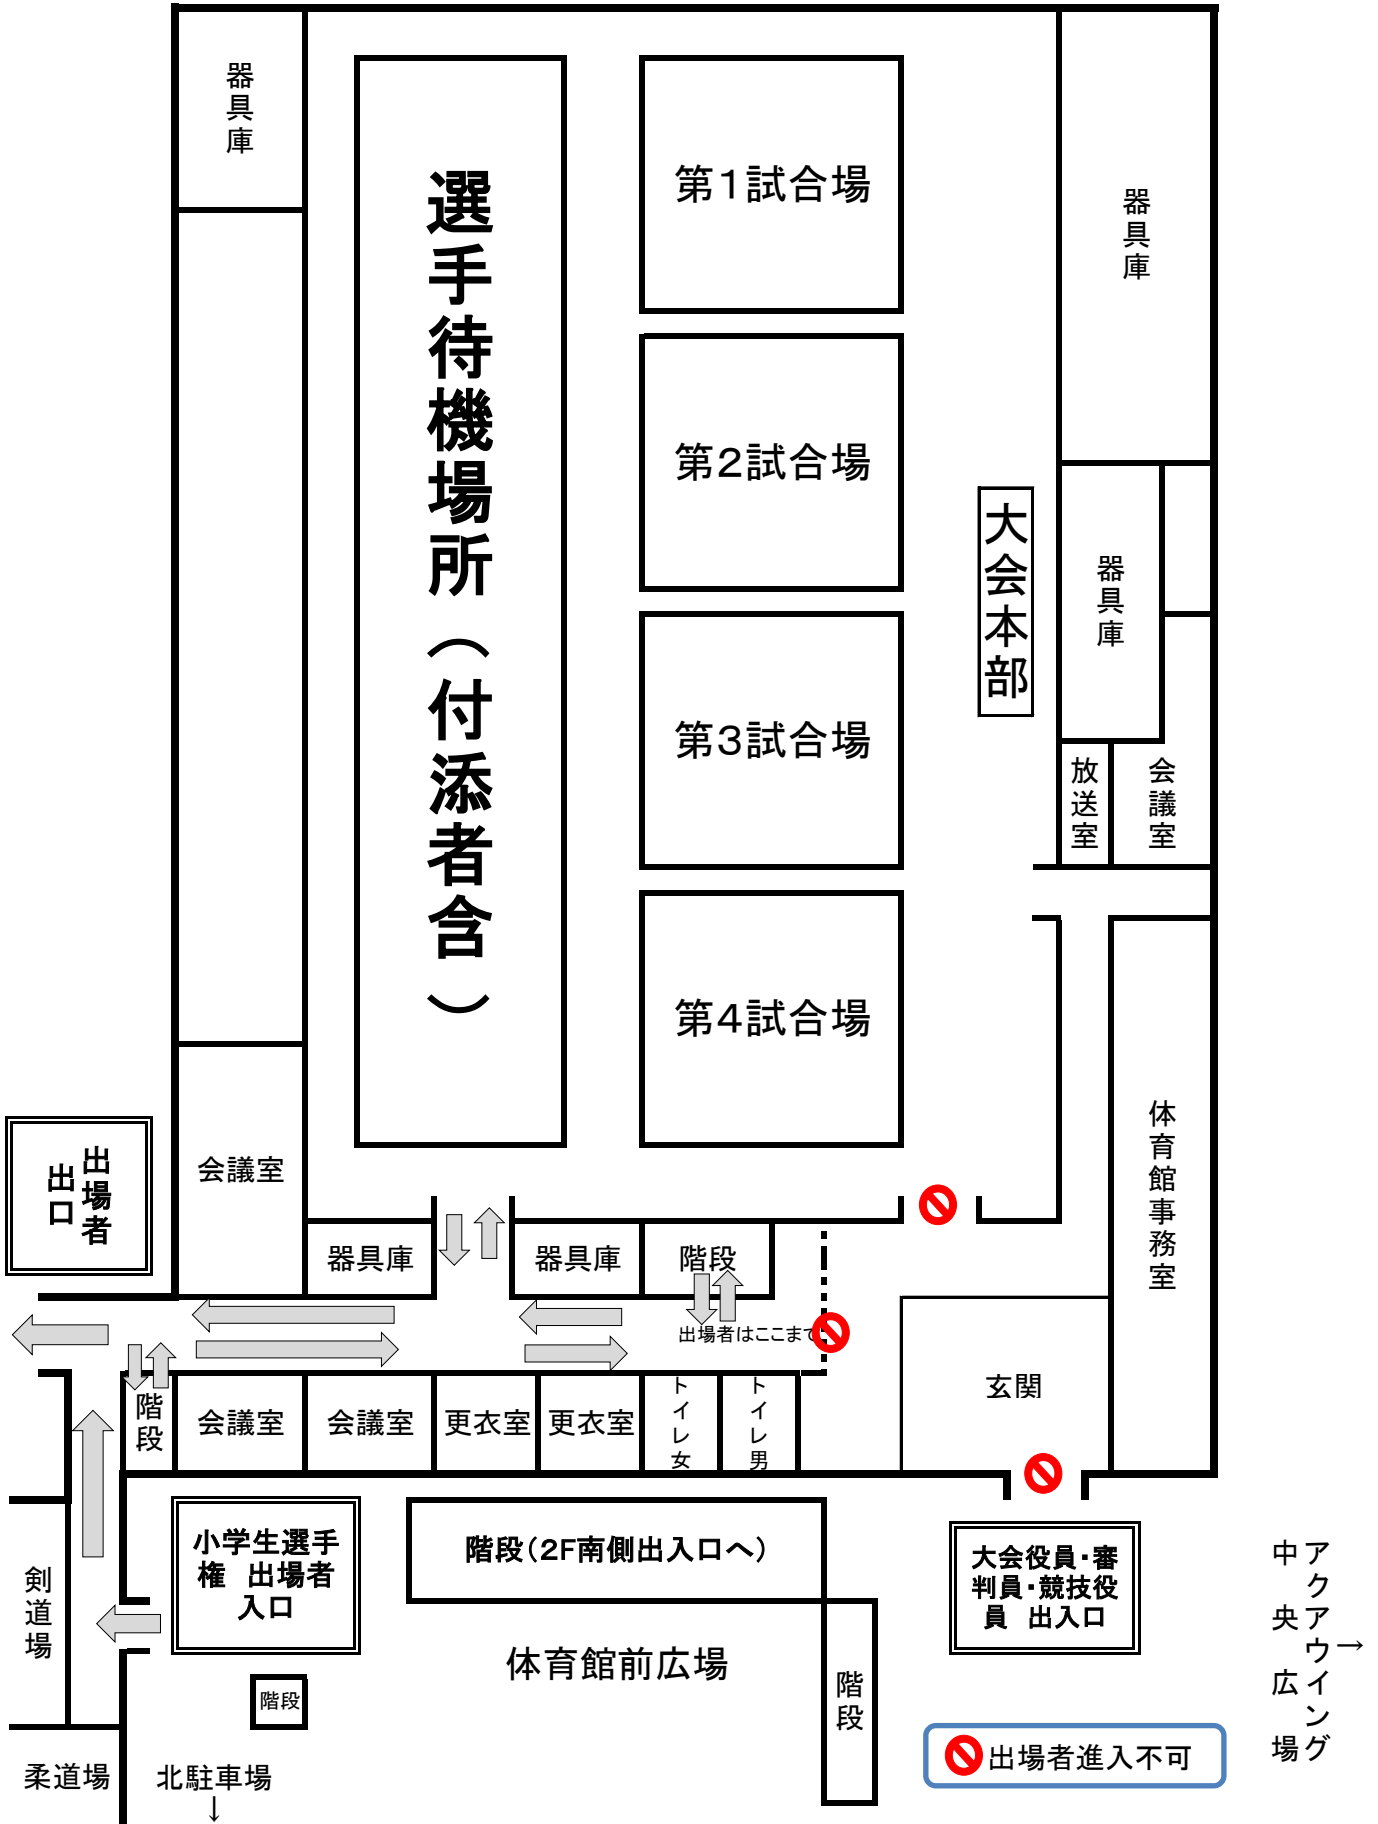 器具庫
選手待機場所（付添者含）
第1試合場
器具庫
第2試合場
大会本部
器具庫
第3試合場
放送室
会議室
第4試合場
体育館事務室
出場者
出口
会議室
器具庫
器具庫
階段
出場者はここまで
玄関
階段
会議室
会議室
更衣室
更衣室
トイレ女
トイレ男
小学生選手
権　出場者
入口
階段（2F南側出入口へ）
大会役員・審
判員・競技役
員　出入口
アクアウイング
中央広場
→
剣道場
体育館前広場
階段
階段
出場者進入不可
柔道場
北駐車場
↓